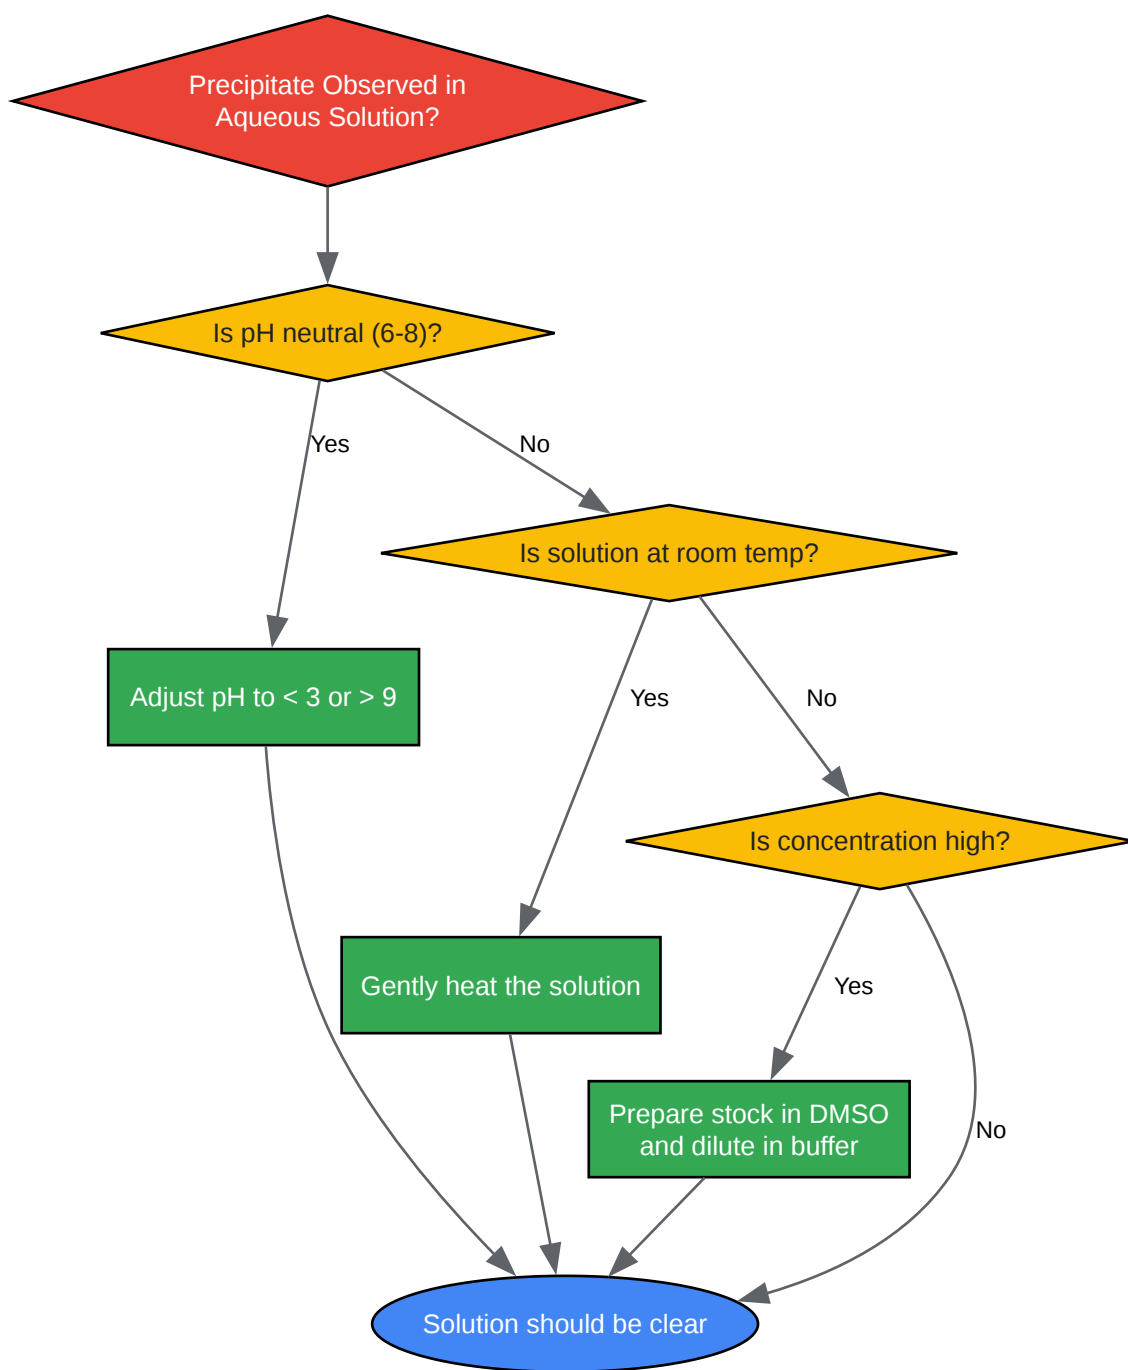 Precipitate Observed in
Aqueous Solution?
Is pH neutral (6-8)?
Yes
No
Is solution at room temp?
Adjust pH to < 3 or > 9
Yes
No
Is concentration high?
Gently heat the solution
Yes
Prepare stock in DMSO
and dilute in buffer
No
Solution should be clear